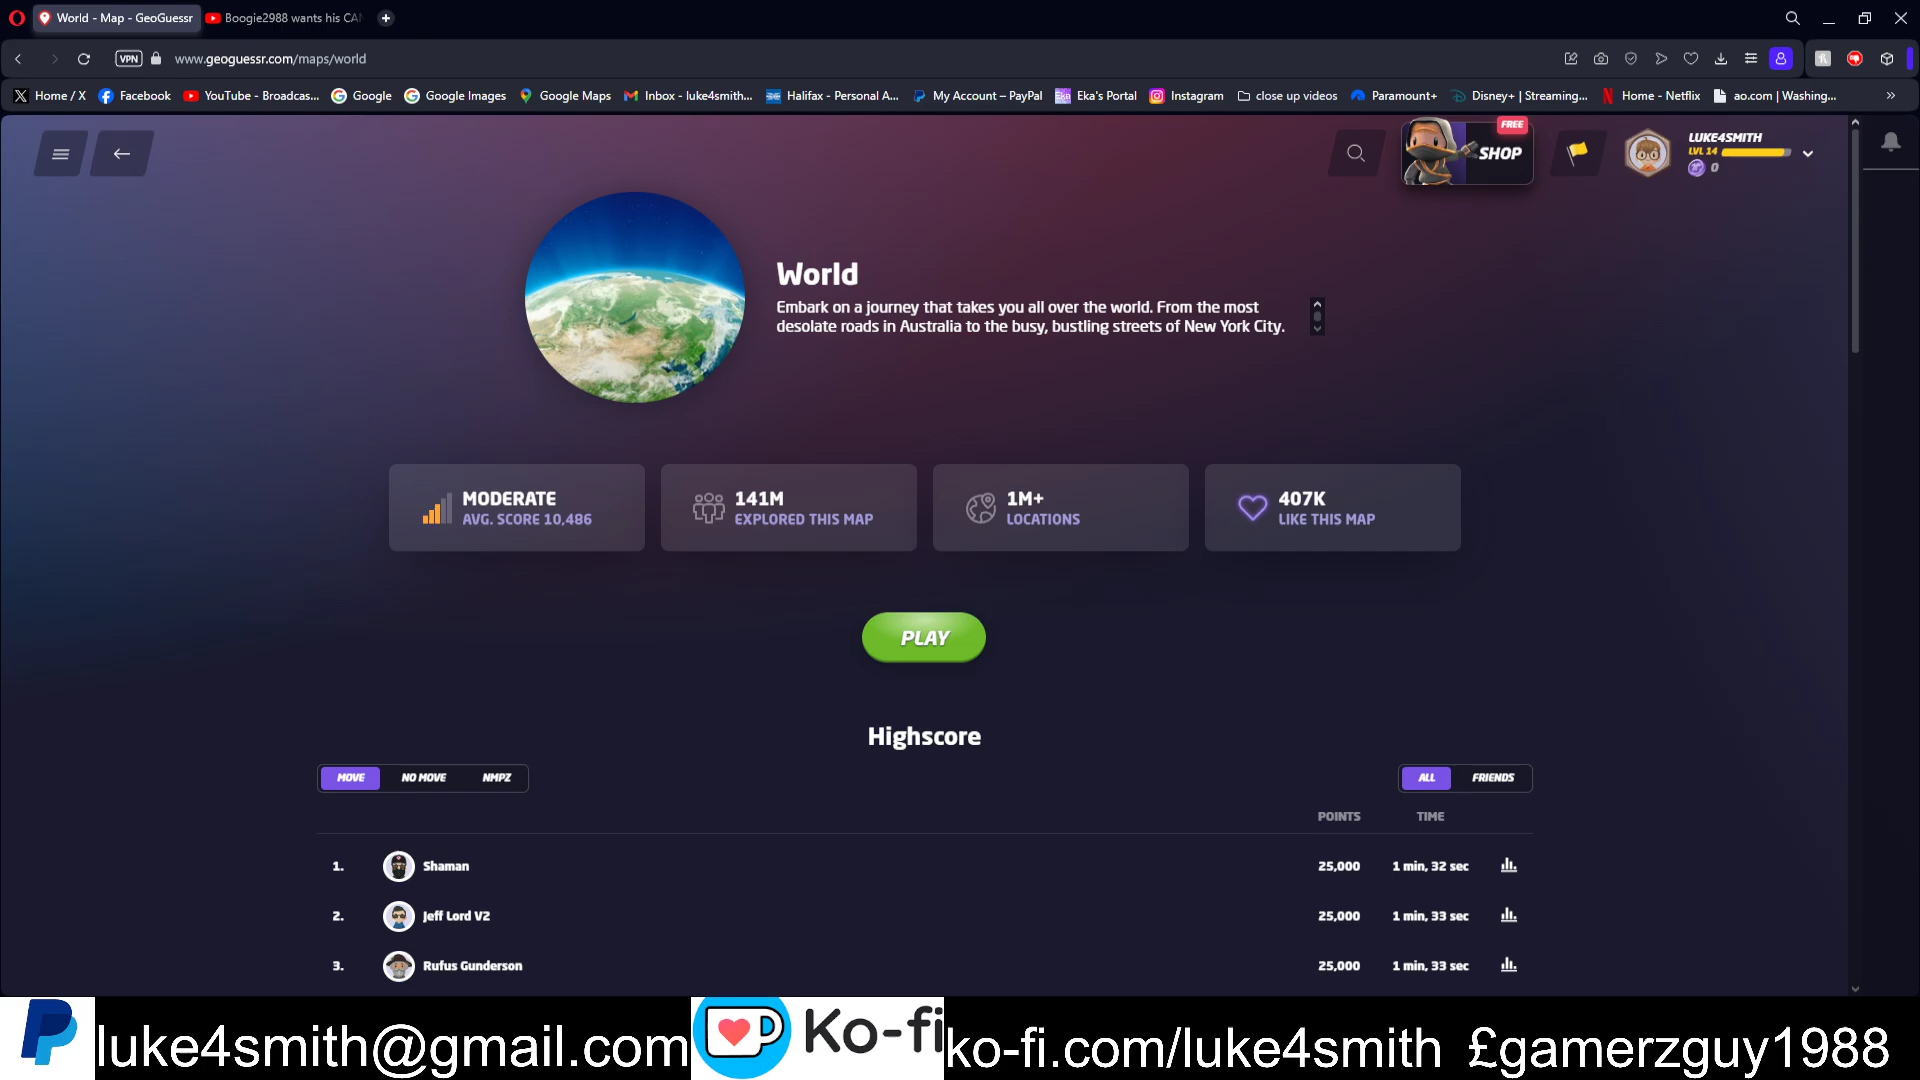 World - Map - GeoGuessr
Boogie2988 wants his CA
VPN
www.geoguessr.com/maps/world
Home / X
Facebook
YouTube - Broadcas...
Google
Google Images
Google Maps
Inbox - luke4smith...
Halifax - Personal A...
My Account – PayPal
Eka's Portal
Instagram
close up videos
Paramount+
Disney+ | Streaming...
Home - Netflix
ao.com | Washing...
FREE
SHOP
LUKE4SMITH
LVL 14
0
World
Embark on a journey that takes you all over the world. From the most
desolate roads in Australia to the busy, bustling streets of New York City.
MODERATE
AVG. SCORE 10,486
141M
EXPLORED THIS MAP
1M+
LOCATIONS
407K
LIKE THIS MAP
PLAY
Highscore
MOVE NO MOVE NMPZ
ALL FRIENDS
POINTS TIME
1. Shaman 25,000 1 min, 32 sec
2. Jeff Lord V2 25,000 1 min, 33 sec
3. Rufus Gunderson 25,000 1 min, 33 sec
luke4smith@gmail.com
Ko-fi
ko-fi.com/luke4smith £gamerzguy1988